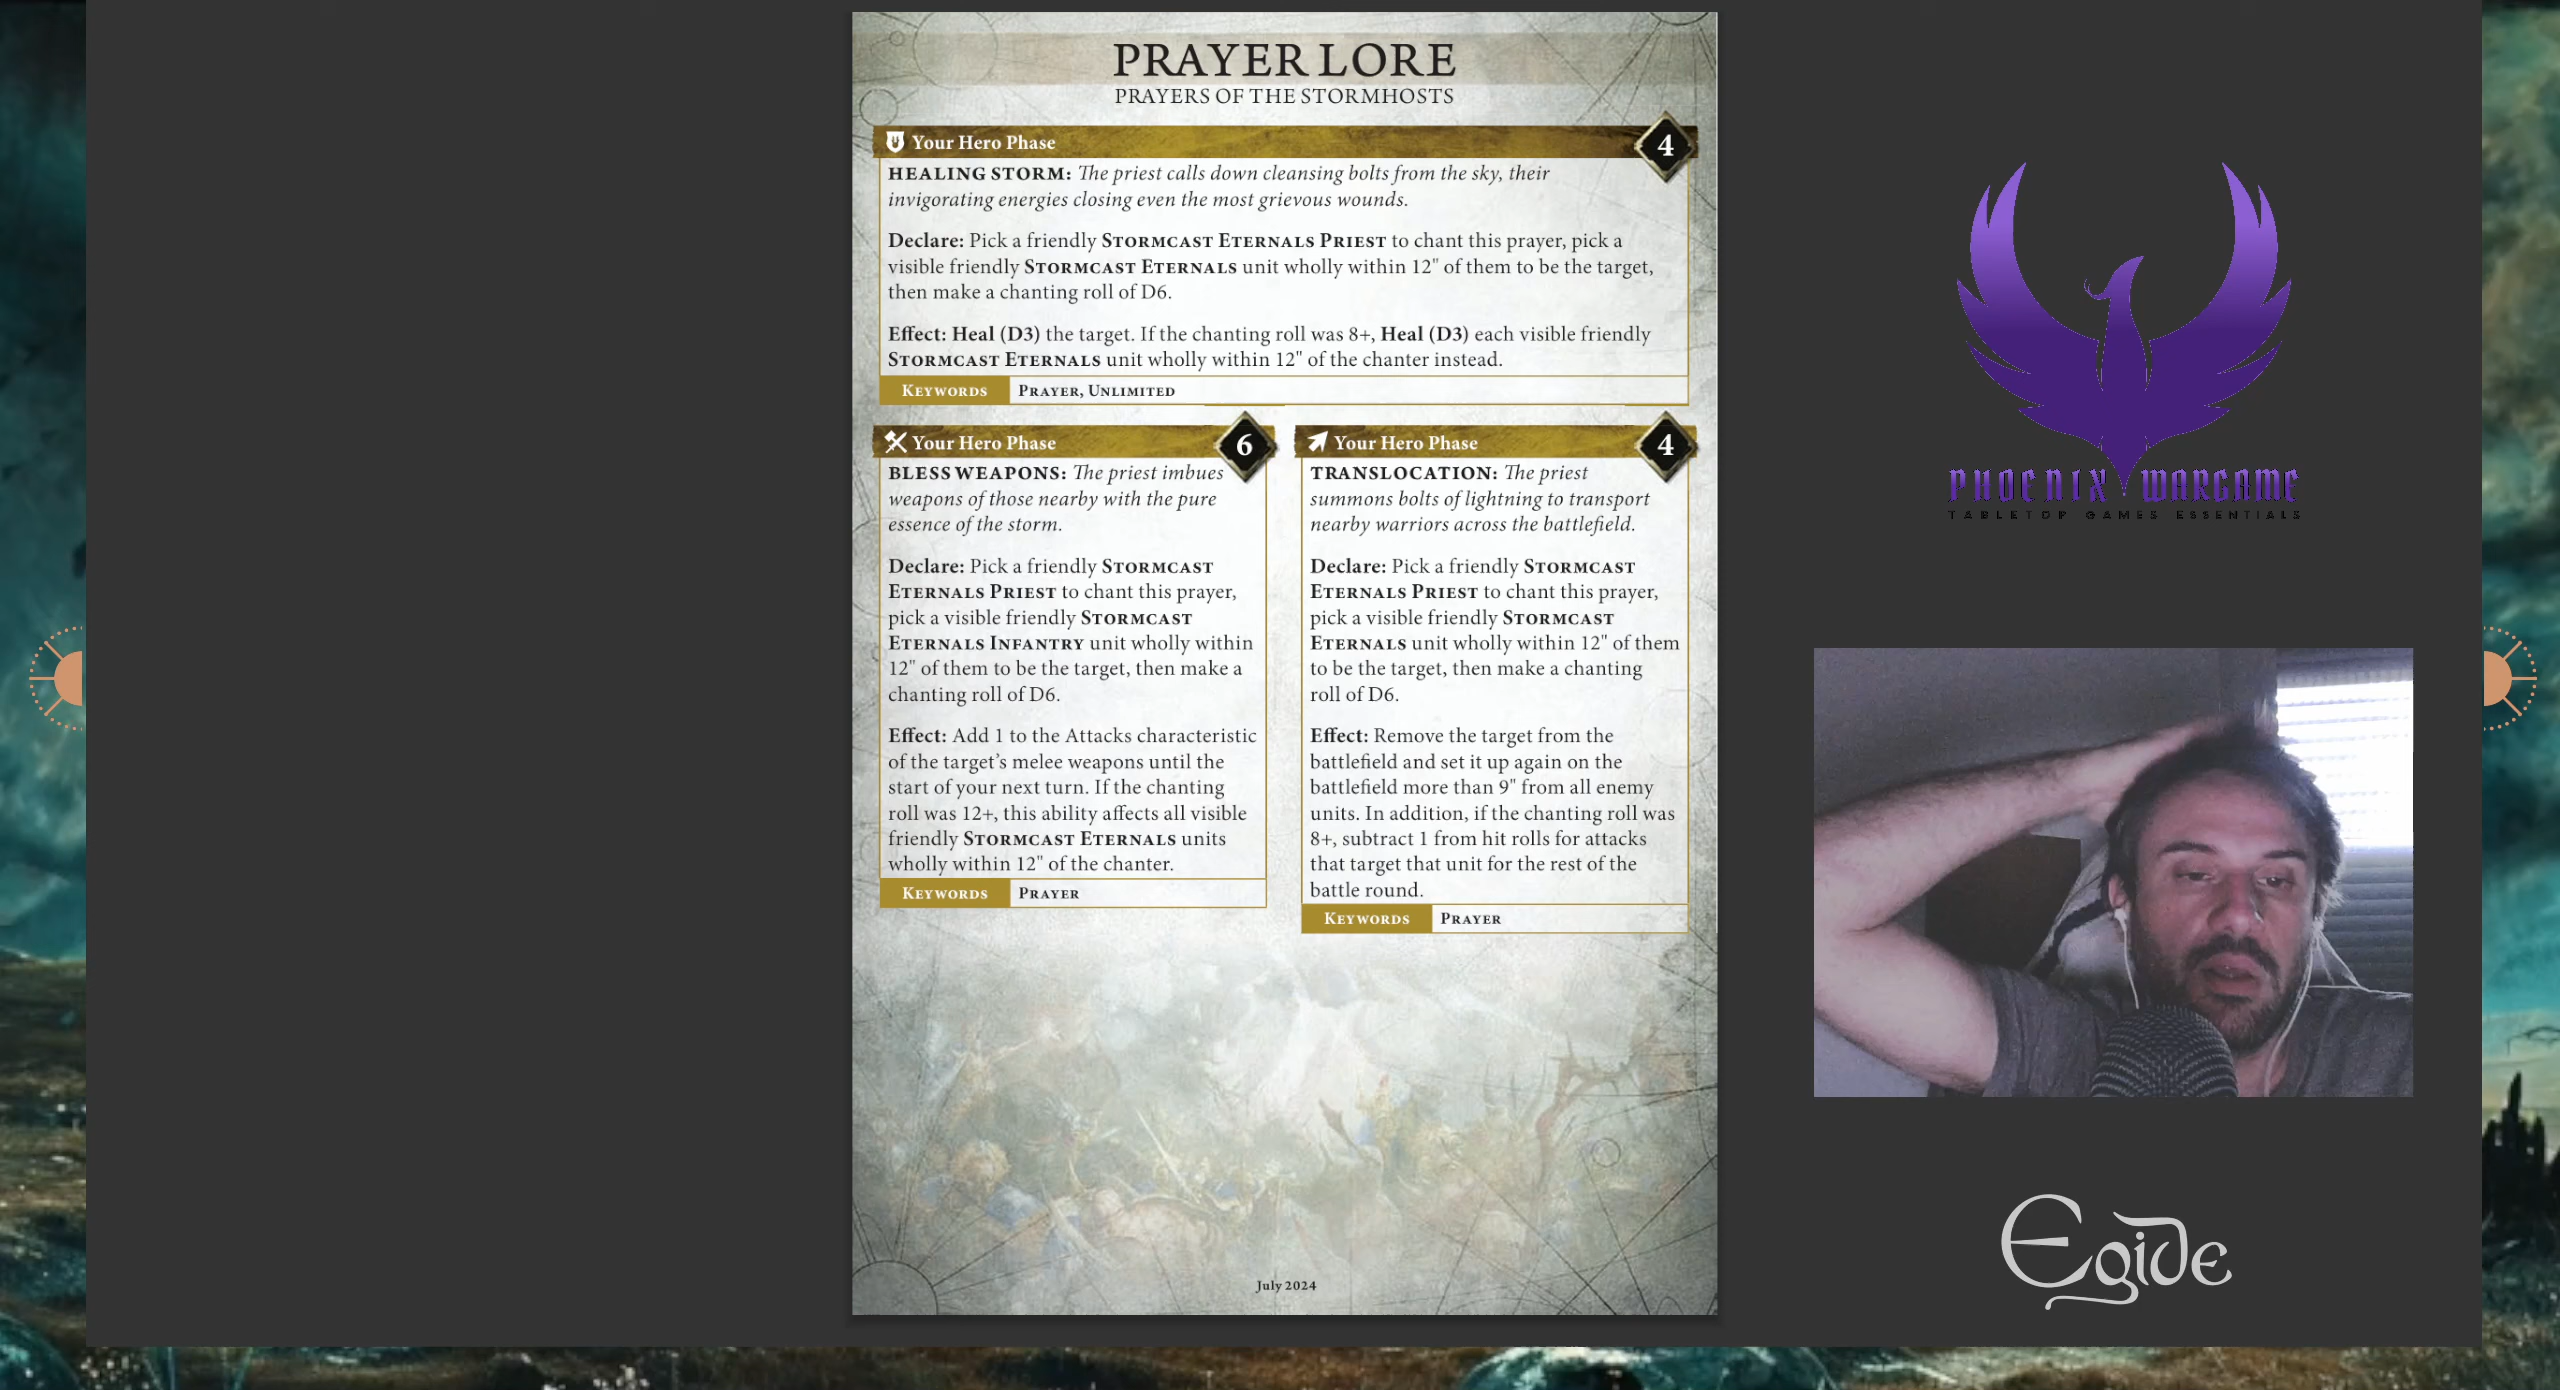 PRAYER LORE
PRAYERS OF THE STORMHOSTS
Your Hero Phase
4
HEALING STORM: The priest calls down cleansing bolts from the sky, their
invigorating energies closing even the most grievous wounds.
Declare: Pick a friendly STORMCAST ETERNALS PRIEST to chant this prayer, pick a
visible friendly STORMCAST ETERNALS unit wholly within 12" of them to be the target,
then make a chanting roll of D6.
Effect: Heal (D3) the target. If the chanting roll was 8+, Heal (D3) each visible friendly
STORMCAST ETERNALS unit wholly within 12" of the chanter instead.
KEYWORDS PRAYER, UNLIMITED
Your Hero Phase
6
BLESS WEAPONS: The priest imbues
weapons of those nearby with the pure
essence of the storm.
Declare: Pick a friendly STORMCAST
ETERNALS PRIEST to chant this prayer,
pick a visible friendly STORMCAST
ETERNALS INFANTRY unit wholly within
12" of them to be the target, then make a
chanting roll of D6.
Effect: Add 1 to the Attacks characteristic
of the target's melee weapons until the
start of your next turn. If the chanting
roll was 12+, this ability affects all visible
friendly STORMCAST ETERNALS units
wholly within 12" of the chanter.
KEYWORDS PRAYER
Your Hero Phase
4
TRANSLOCATION: The priest
summons bolts of lightning to transport
nearby warriors across the battlefield.
Declare: Pick a friendly STORMCAST
ETERNALS PRIEST to chant this prayer,
pick a visible friendly STORMCAST
ETERNALS unit wholly within 12" of them
to be the target, then make a chanting
roll of D6.
Effect: Remove the target from the
battlefield and set it up again on the
battlefield more than 9" from all enemy
units. In addition, if the chanting roll was
8+, subtract 1 from hit rolls for attacks
that target that unit for the rest of the
battle round.
KEYWORDS PRAYER
July 2024
PHOENIX WARGAME
TABLETOP GAMES ESSENTIALS
Egide